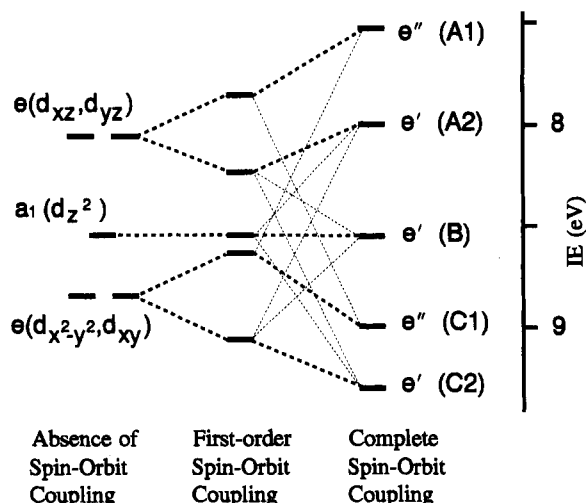 e″ (A1)
e(dxz,dyz)
e′ (A2)
8
a1 (dz2)
e′ (B)
IE (eV)
e″ (C1)
9
e(dx2-y2,dxy)
e′ (C2)
Absence of
Spin-Orbit
Coupling
First-order
Spin-Orbit
Coupling
Complete
Spin-Orbit
Coupling